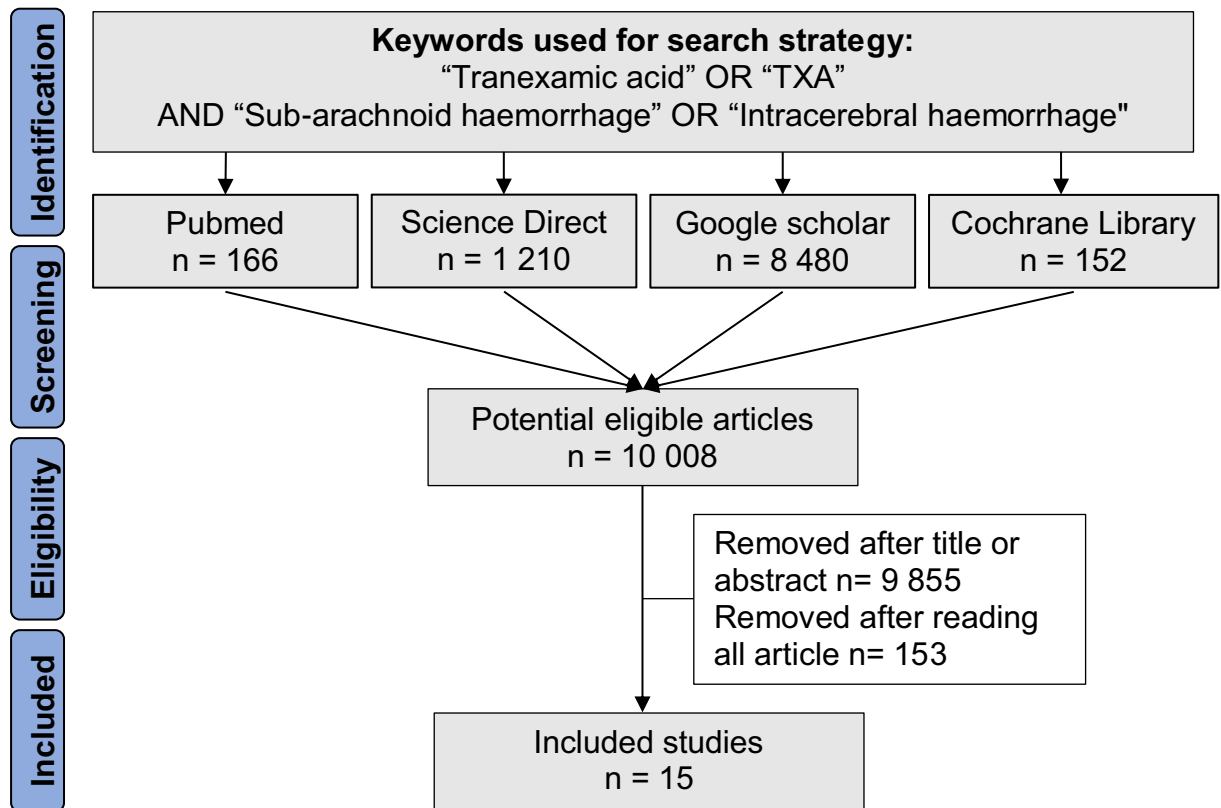 Identification
Keywords used for search strategy:
“Tranexamic acid” OR “TXA”
AND “Sub-arachnoid haemorrhage” OR “Intracerebral haemorrhage"
Pubmed
n = 166
Science Direct
n = 1 210
Google scholar
n = 8 480
Cochrane Library
n = 152
Screening
Potential eligible articles
n = 10 008
Eligibility
Removed after title or
abstract n= 9 855
Removed after reading
all article n= 153
Included
Included studies
n = 15